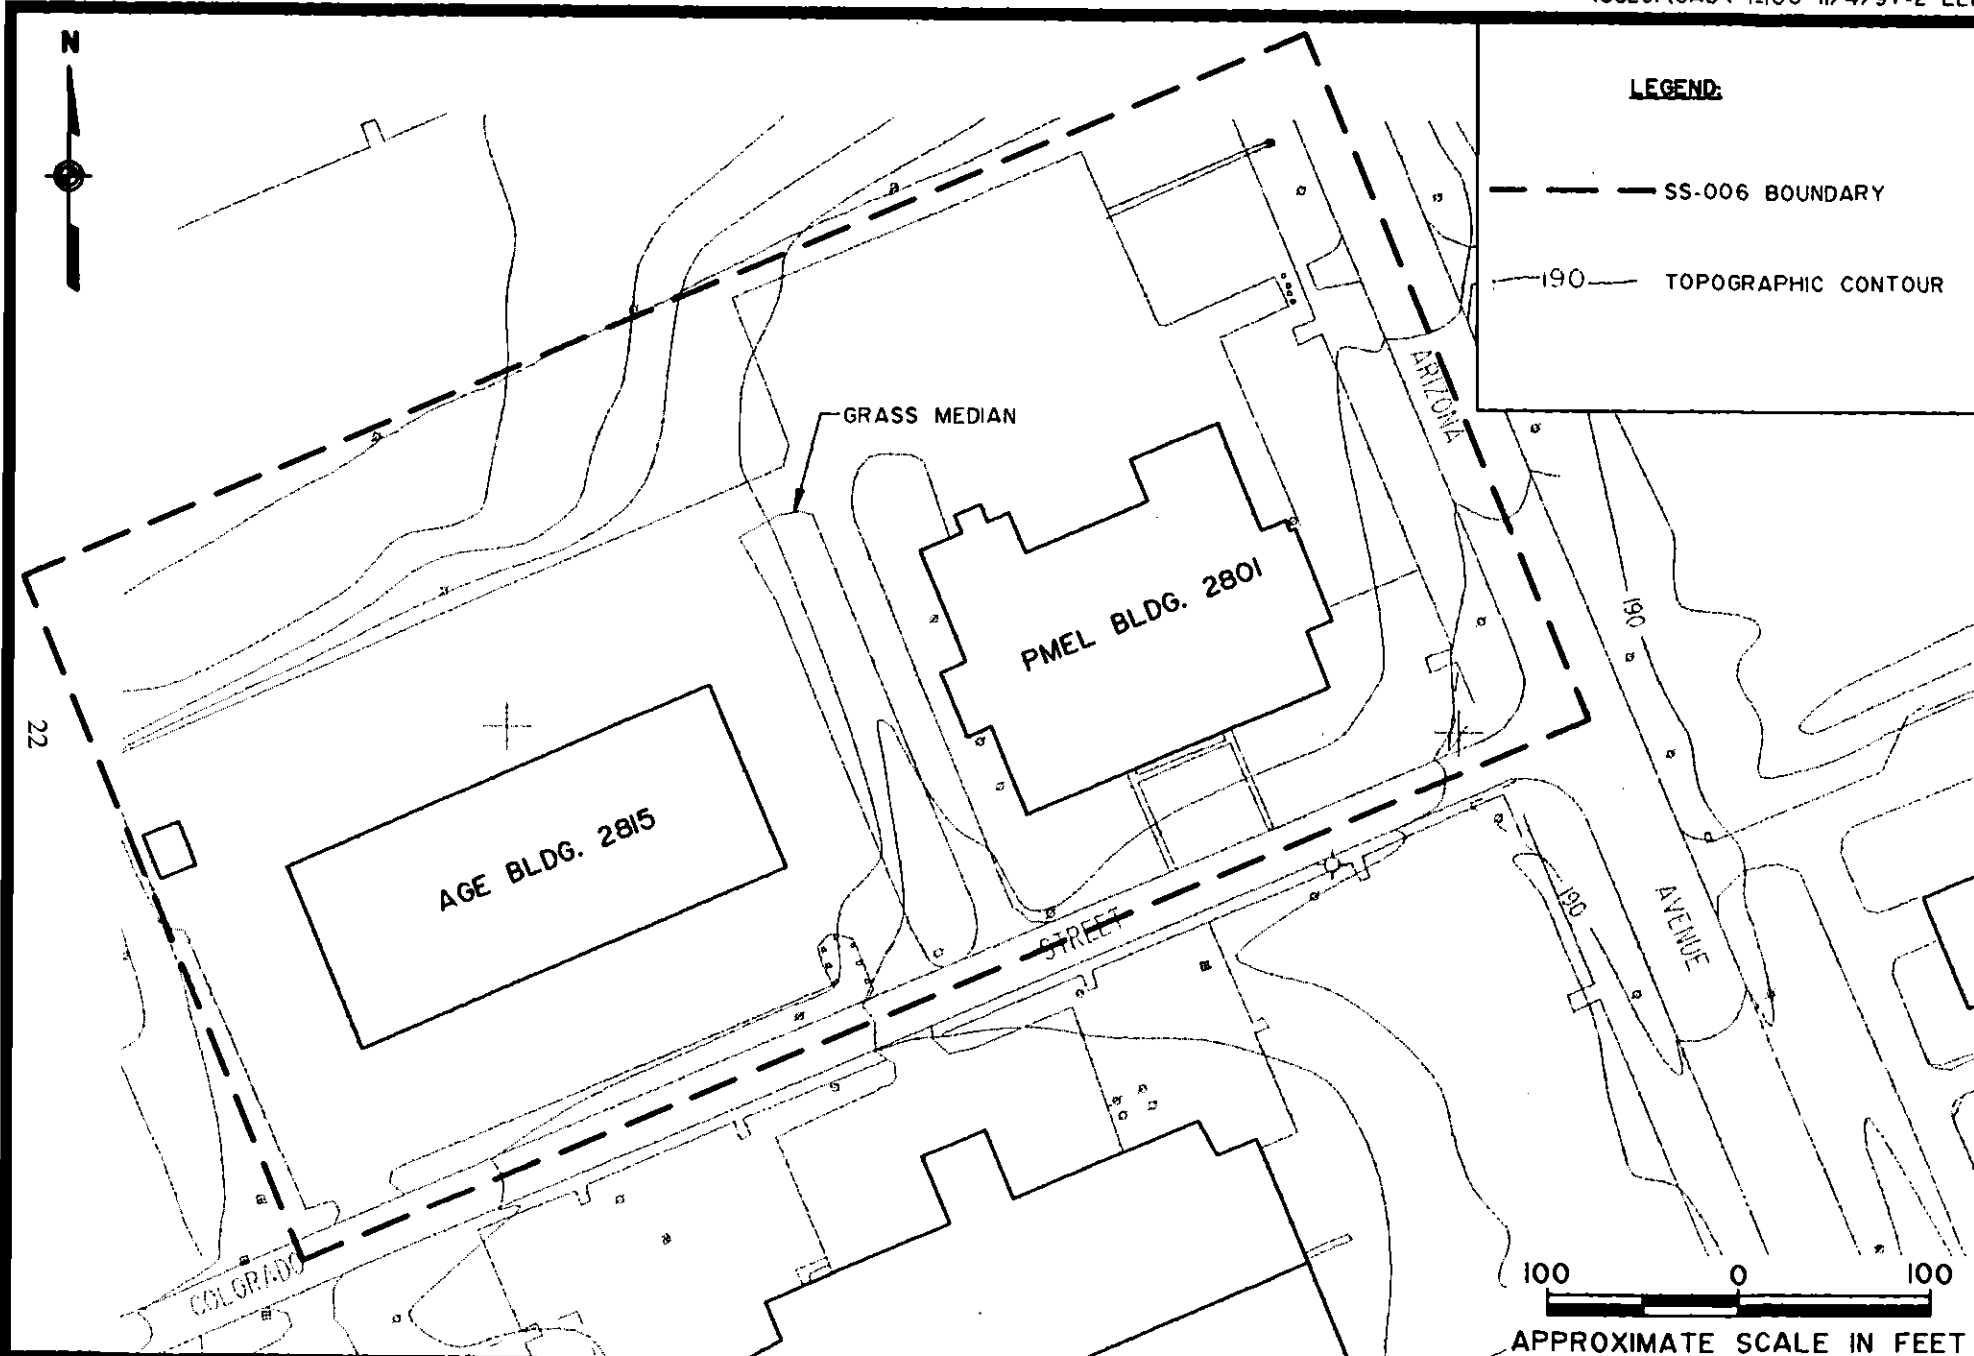 N
LEGEND:
SS-006 BOUNDARY
190
TOPOGRAPHIC CONTOUR
ARIZONA
GRASS MEDIAN
PMEL BLDG. 2801
190
22
AGE BLDG. 2815
190
AVENUE
STREET
COLORADO
100 0 100
APPROXIMATE SCALE IN FEET